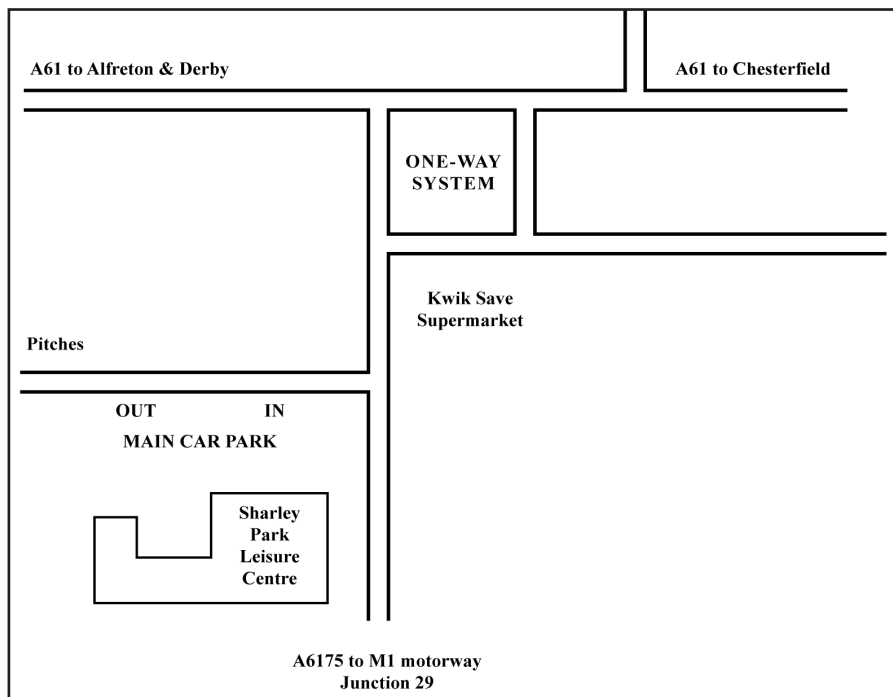 A61 to Alfreton & Derby
A61 to Chesterfield
ONE-WAY
SYSTEM
Kwik Save
Supermarket
Pitches
OUT
IN
MAIN CAR PARK
Sharley
Park
Leisure
Centre
A6175 to M1 motorway
Junction 29